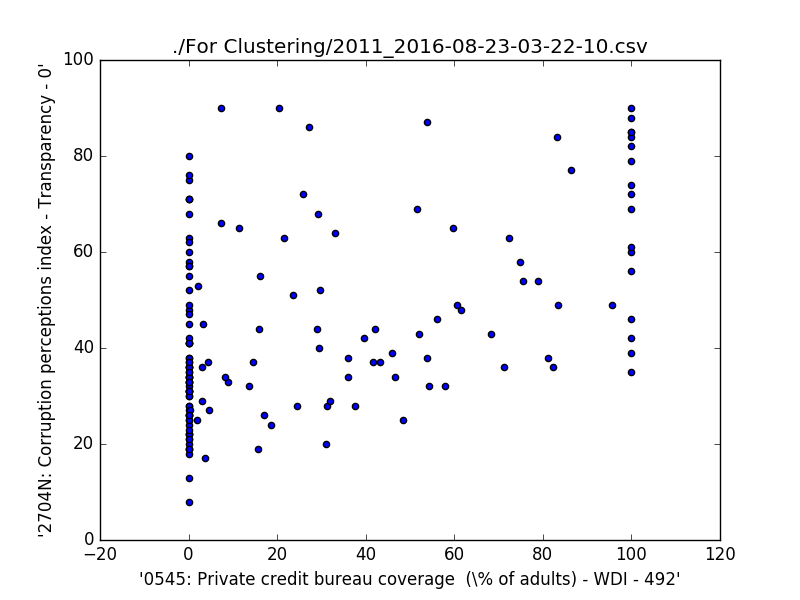 ./For Clustering/2011_2016-08-23-03-22-10.csv
'2704N: Corruption perceptions index - Transparency - 0'
100
80
60
40
20
0
−20 0 20 40 60 80 100 120
'0545: Private credit bureau coverage  (\% of adults) - WDI - 492'